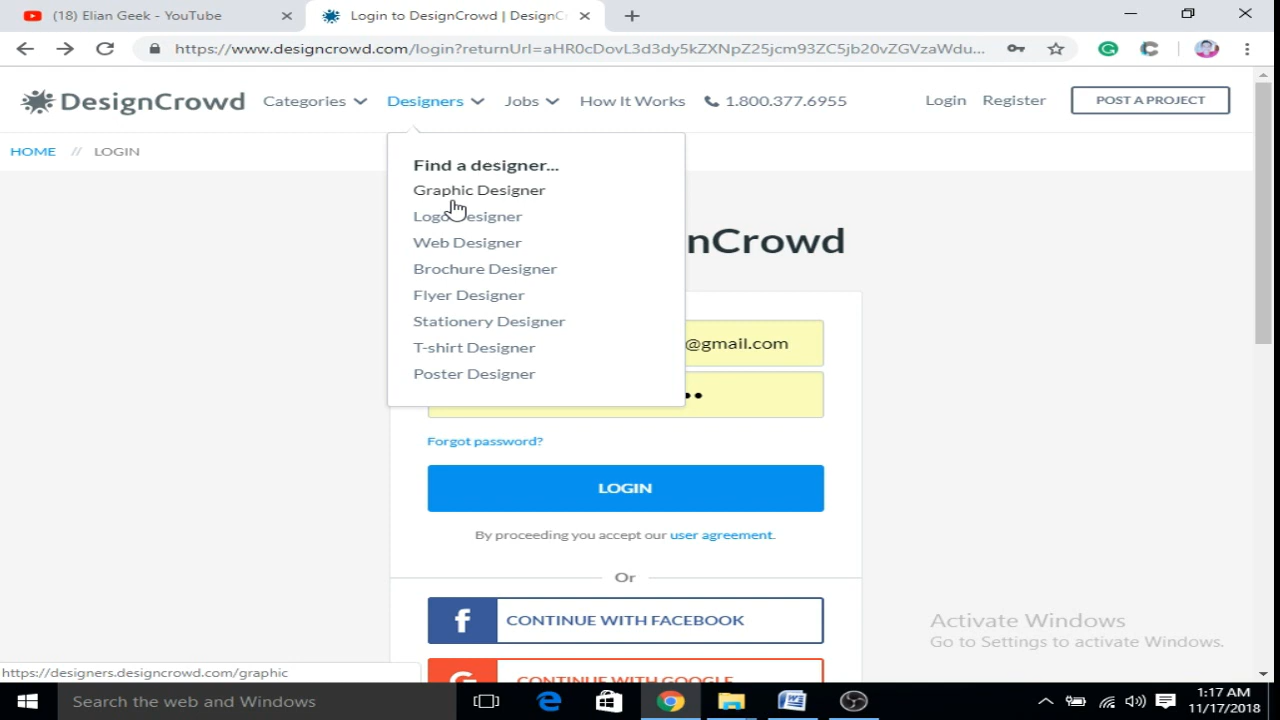 (18) Elian Geek - YouTube
Login to DesignCrowd | DesignC
https://www.designcrowd.com/login?returnUrl=aHR0cDovL3d3dy5kZXNpZ25jcm93ZC5jb20vZGVzaWdu...
DesignCrowd
Categories
Designers
Jobs
How It Works
1.800.377.6955
Login
Register
POST A PROJECT
HOME // LOGIN
Find a designer...
Graphic Designer
Logo Designer
Web Designer
Brochure Designer
Flyer Designer
Stationery Designer
T-shirt Designer
Poster Designer
nCrowd
@gmail.com
Forgot password?
LOGIN
By proceeding you accept our user agreement.
Or
f CONTINUE WITH FACEBOOK
G CONTINUE WITH GOOGLE
Activate Windows
Go to Settings to activate Windows.
https://designers.designcrowd.com/graphic
Search the web and Windows
1:17 AM
11/17/2018